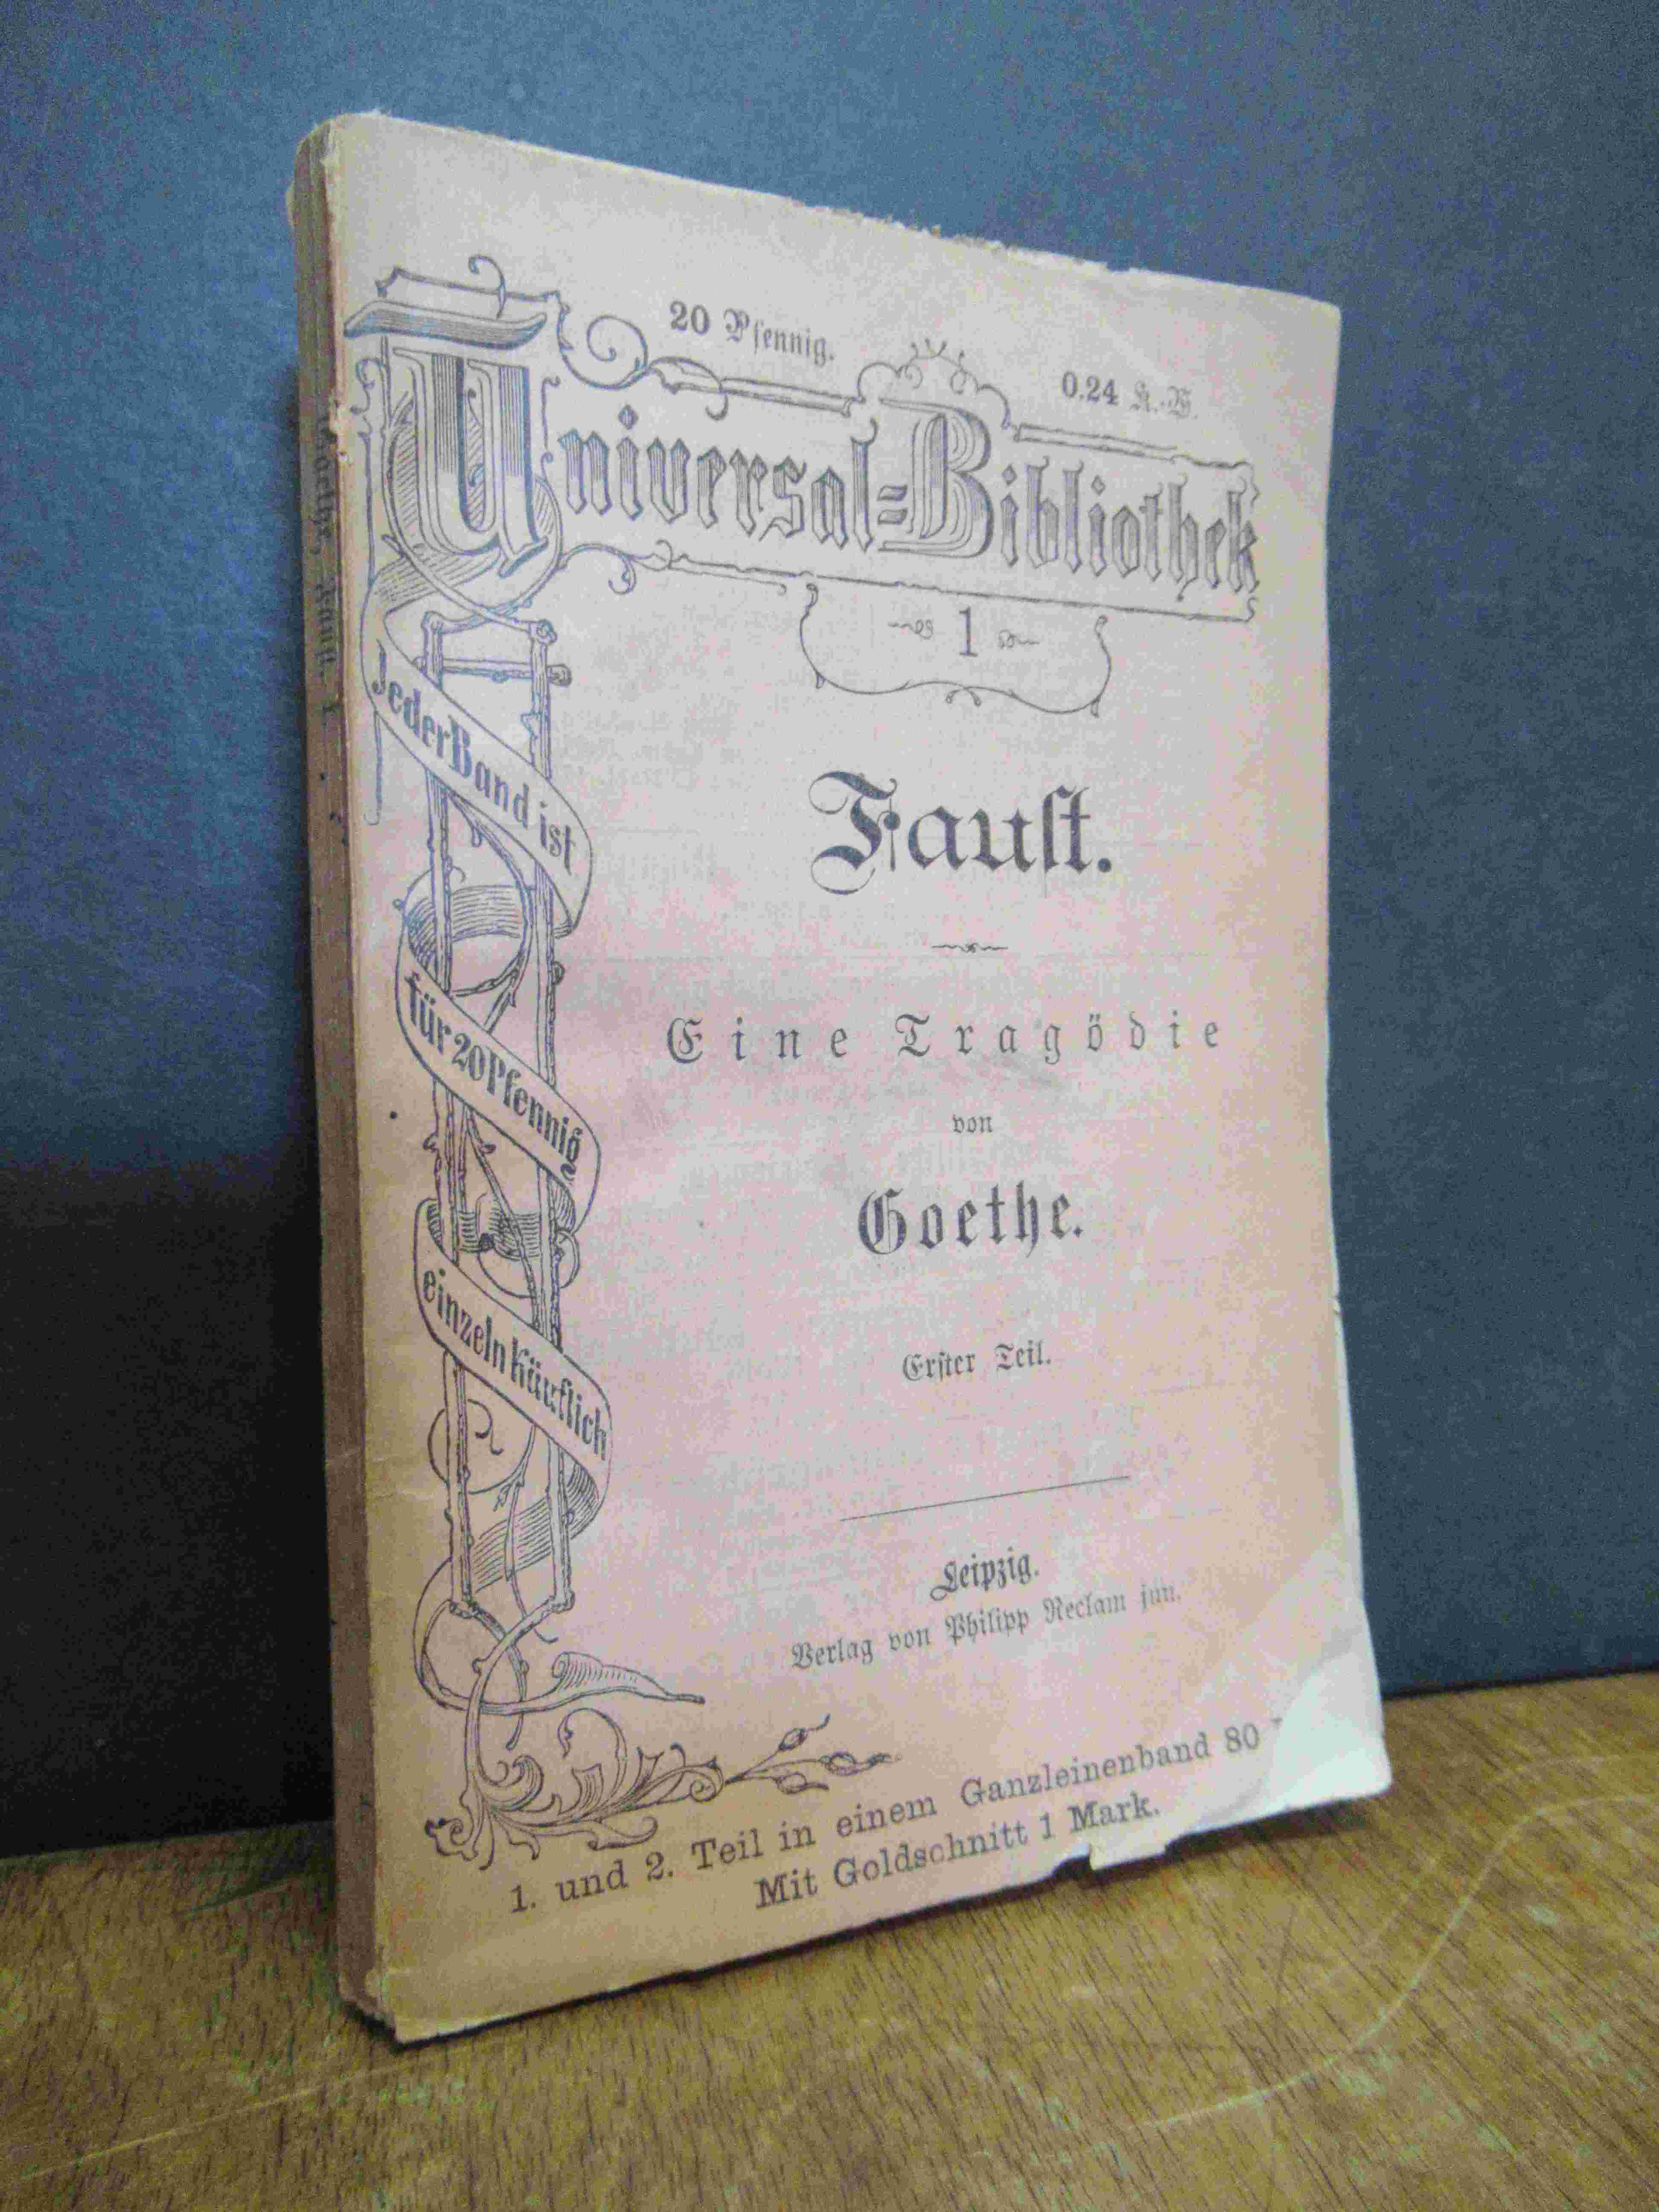 20 Pfennig.
0.24 K.-W.
Universal=Bibliothek
1
Jeder Band ist
für 20 Pfennig
einzeln käuflich
Faust.
Eine Tragödie
von
Goethe.
Erster Teil.
Leipzig.
Verlag von Philipp Reclam jun.
1. und 2. Teil in einem Ganzleinenband 80
Mit Goldschnitt 1 Mark.
Goethe, Faust. I